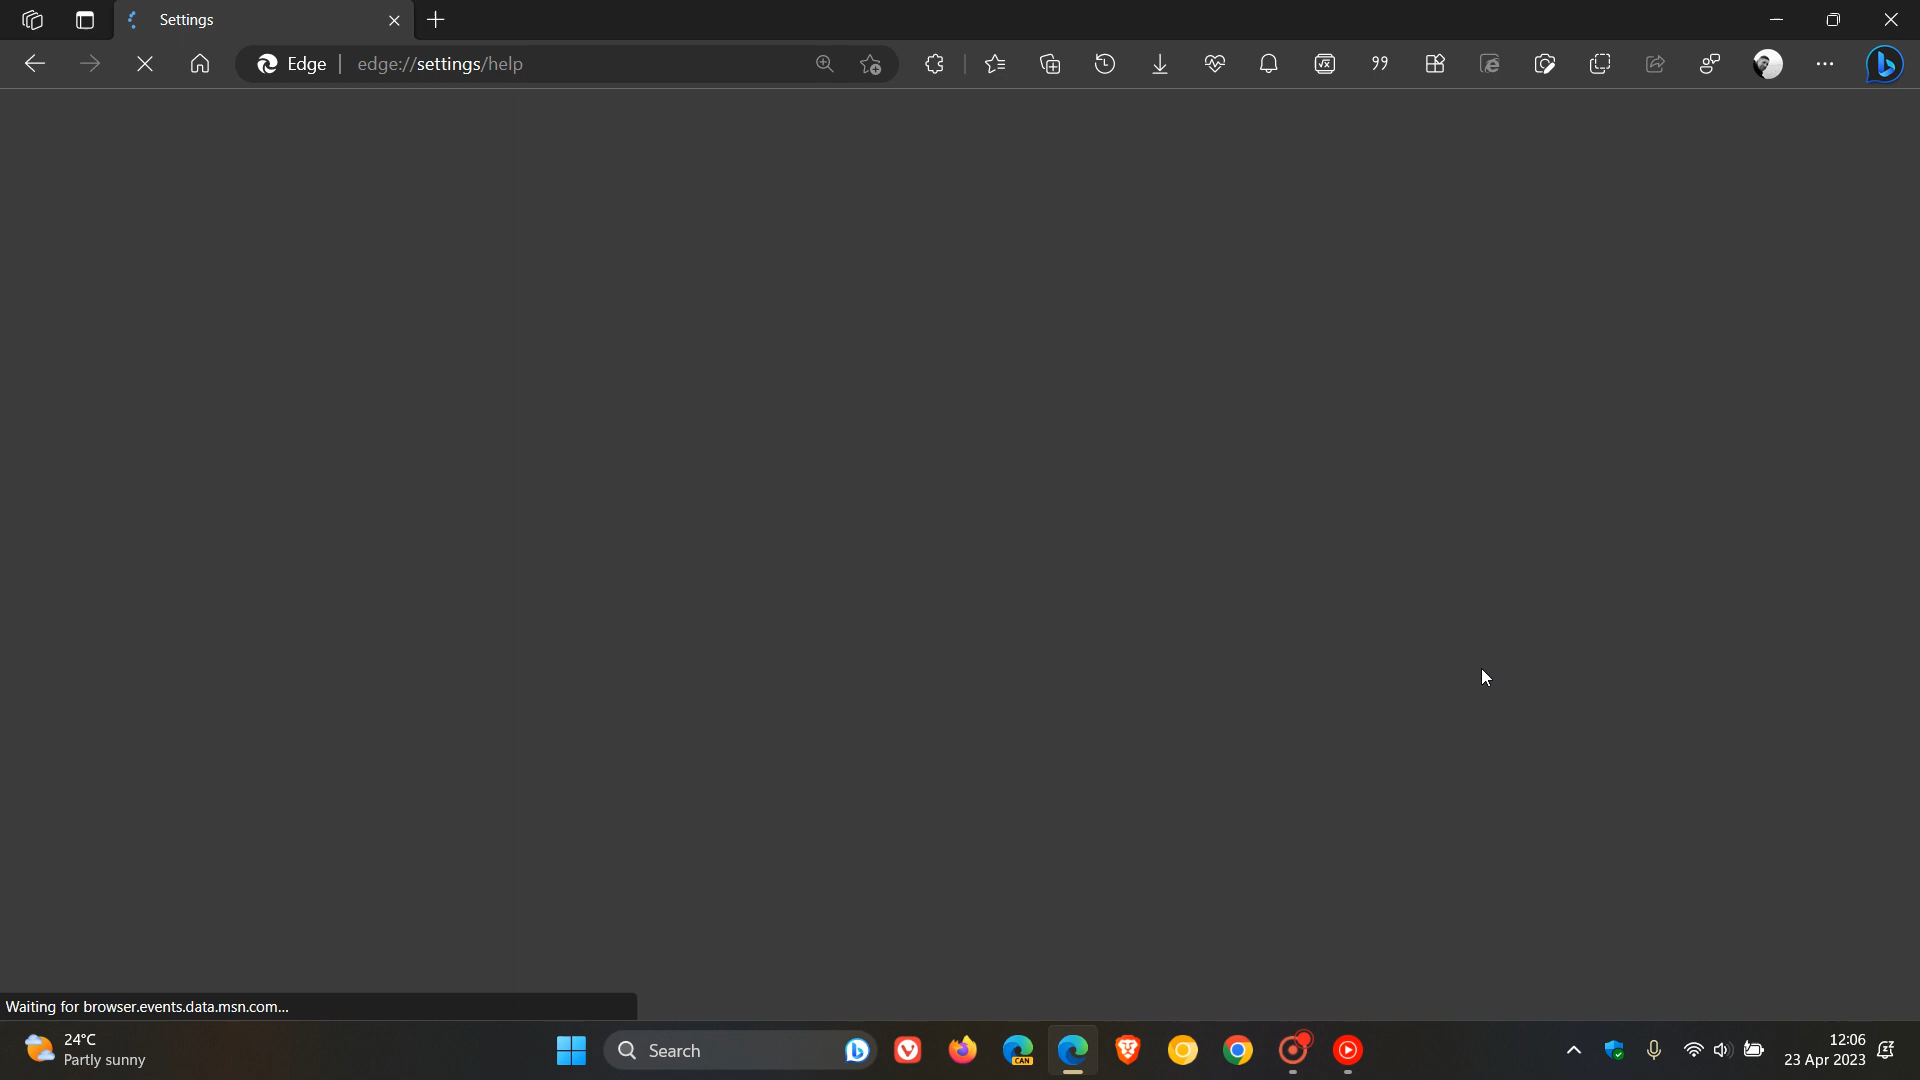 Settings
Edge
edge://settings/help
Waiting for browser.events.data.msn.com...
24°C
Partly sunny
Search
CAN
12:06
23 Apr 2023